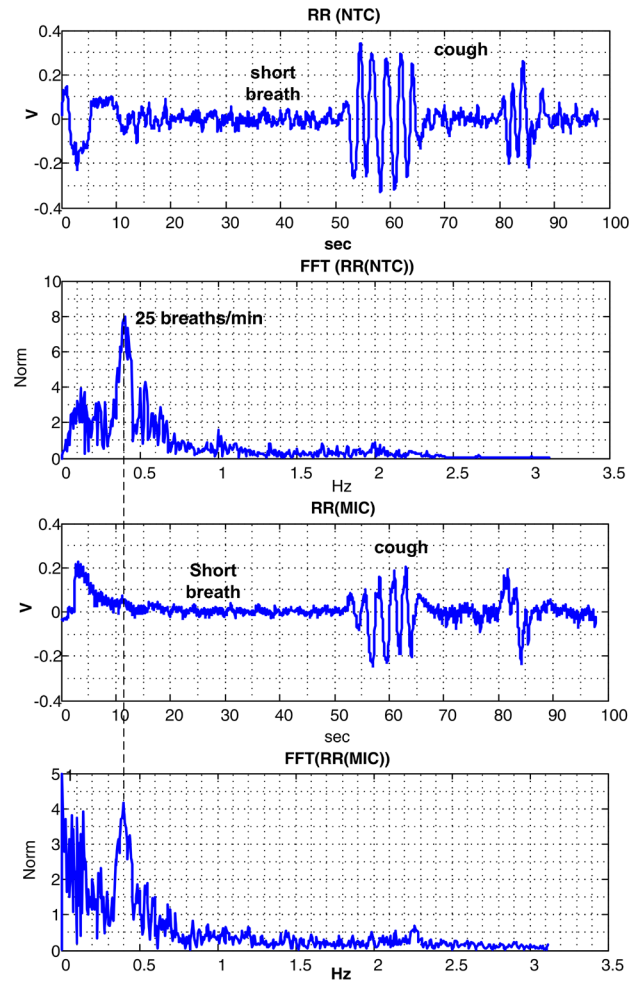 RR (NTC)
0.4
0.2
0
-0.2
-0.4
V
short
breath
cough
0 10 20 30 40 50 60 70 80 90 100
sec
FFT (RR(NTC))
10
8
6
4
2
0
Norm
25 breaths/min
0 0.5 1 1.5 2 2.5 3 3.5
Hz
RR(MIC)
0.4
0.2
0
-0.2
-0.4
V
Short
breath
cough
0 10 20 30 40 50 60 70 80 90 100
sec
FFT(RR(MIC))
5
4
3
2
1
0
Norm
1
0 0.5 1 1.5 2 2.5 3 3.5
Hz